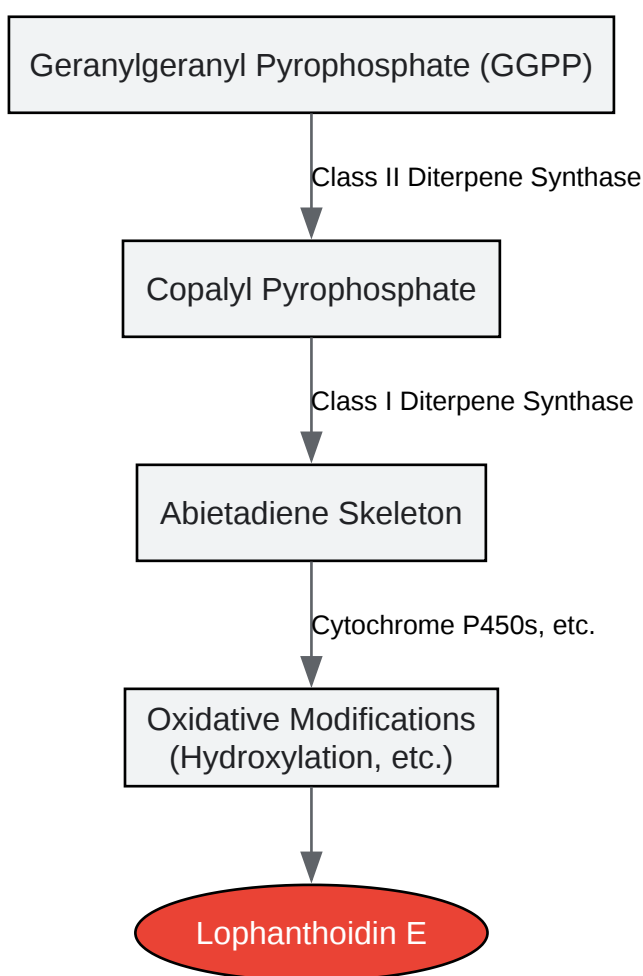 Geranylgeranyl Pyrophosphate (GGPP)
Class II Diterpene Synthase
Copalyl Pyrophosphate
Class I Diterpene Synthase
Abietadiene Skeleton
Cytochrome P450s, etc.
Oxidative Modifications
(Hydroxylation, etc.)
Lophanthoidin E